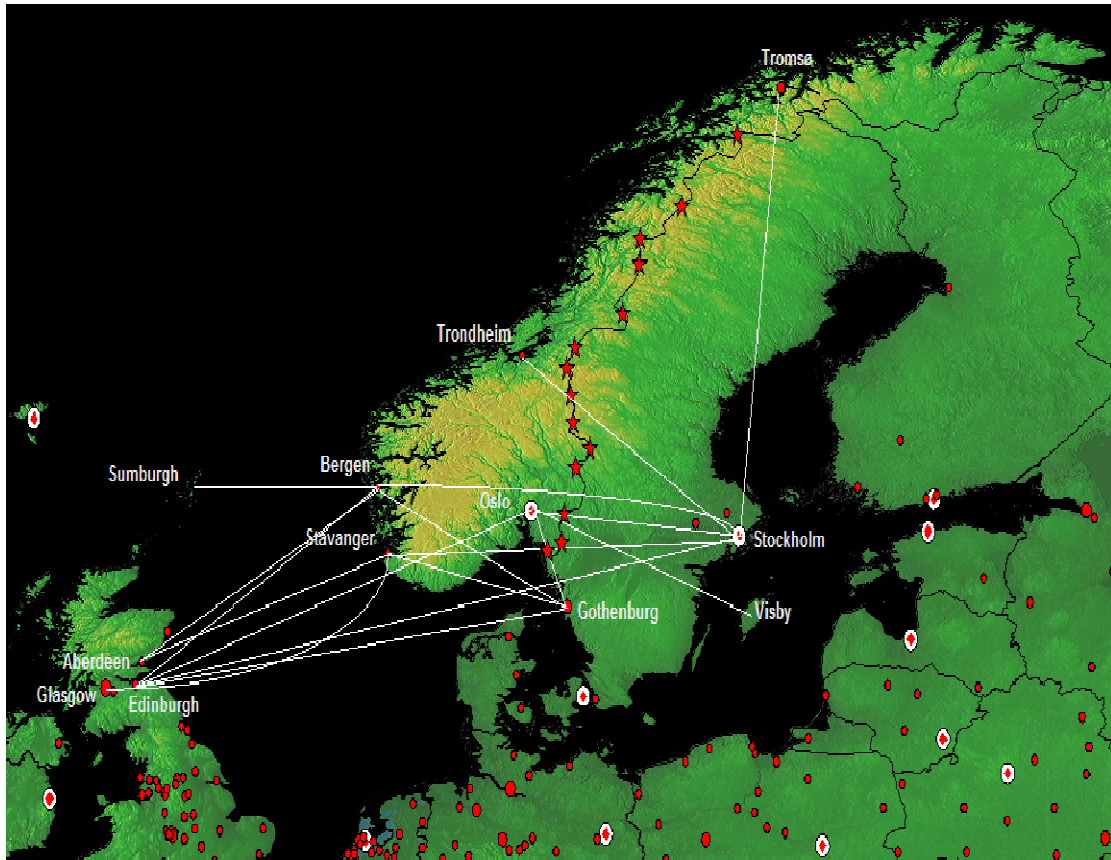 Tromsø
Trondheim
Bergen
Sumburgh
Oslo
Stavanger
Stockholm
Gothenburg
Visby
Aberdeen
Glasgow
Edinburgh